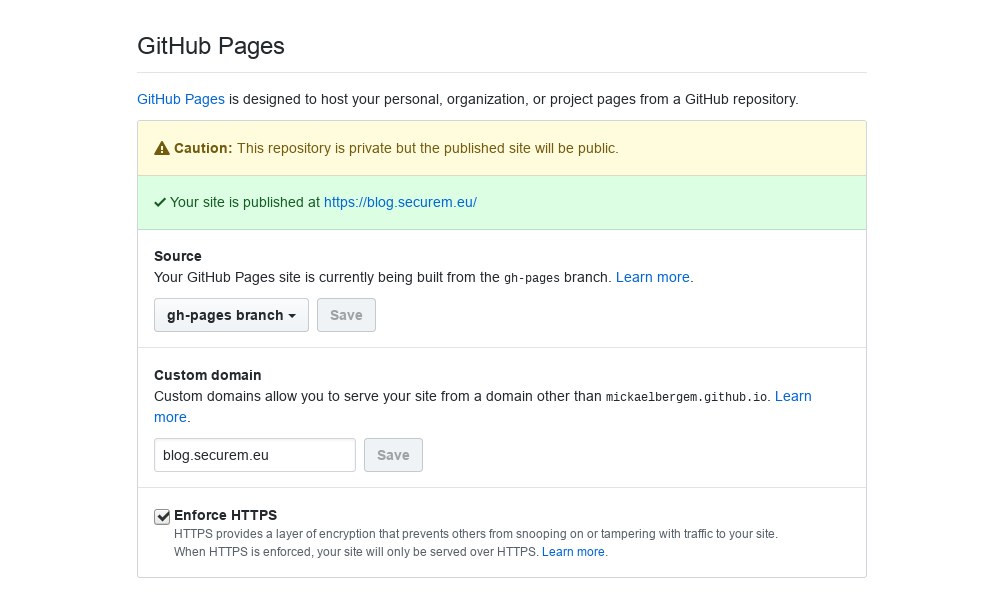 GitHub Pages
GitHub Pages is designed to host your personal, organization, or project pages from a GitHub repository.
Caution: This repository is private but the published site will be public.
Your site is published at https://blog.securem.eu/
Source
Your GitHub Pages site is currently being built from the gh-pages branch. Learn more.
gh-pages branch Save
Custom domain
Custom domains allow you to serve your site from a domain other than mickaelbergem.github.io. Learn
more.
blog.securem.eu Save
Enforce HTTPS
HTTPS provides a layer of encryption that prevents others from snooping on or tampering with traffic to your site.
When HTTPS is enforced, your site will only be served over HTTPS. Learn more.